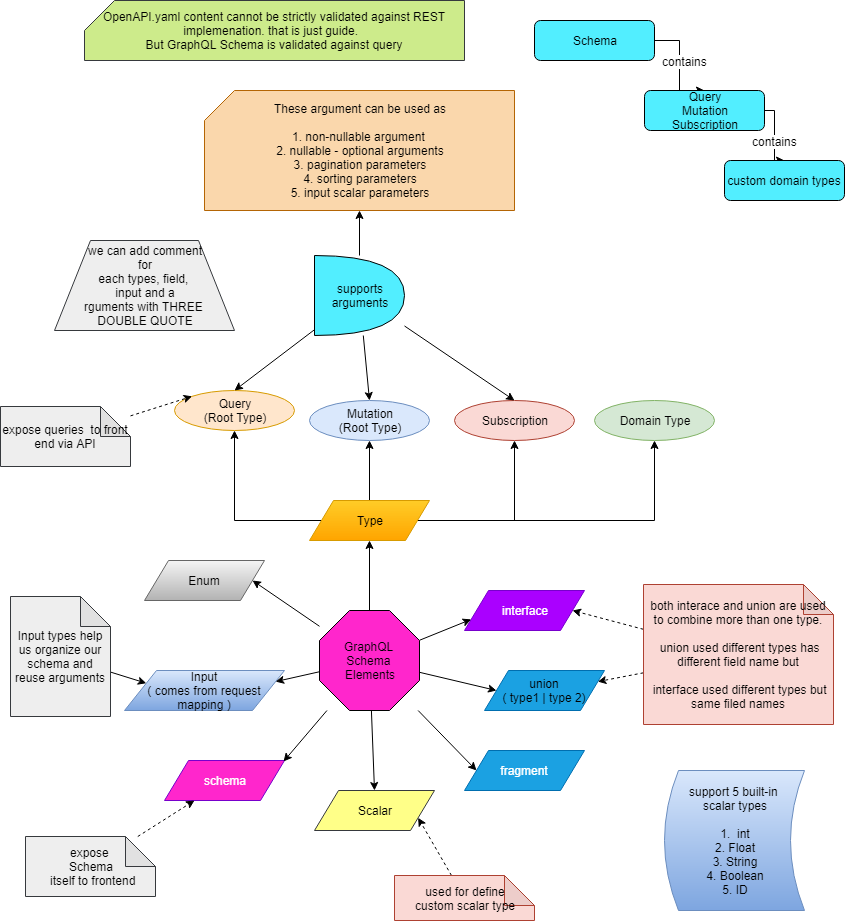 OpenAPI.yaml content cannot be strictly validated against REST
implemenation. that is just guide.
But GraphQL Schema is validated against query
Schema
contains
Query
Mutation
Subscription
contains
custom domain types
These argument can be used as
1. non-nullable argument
2. nullable - optional arguments
3. pagination parameters
4. sorting parameters
5. input scalar parameters
we can add comment
for
each types, field,
input and a
rguments with THREE
DOUBLE QUOTE
supports
arguments
Query
(Root Type)
Mutation
(Root Type)
Subscription
Domain Type
expose queries to front
end via API
Type
Enum
interface
GraphQL
Schema
Elements
Input types help
us organize our
schema and
reuse arguments
Input
( comes from request
mapping )
union
( type1 | type 2)
both interace and union are used
to combine more than one type.
union used different types has
different field name but
interface used different types but
same filed names
schema
fragment
Scalar
expose
Schema
itself to frontend
used for define
custom scalar type
support 5 built-in
scalar types
1. int
2. Float
3. String
4. Boolean
5. ID